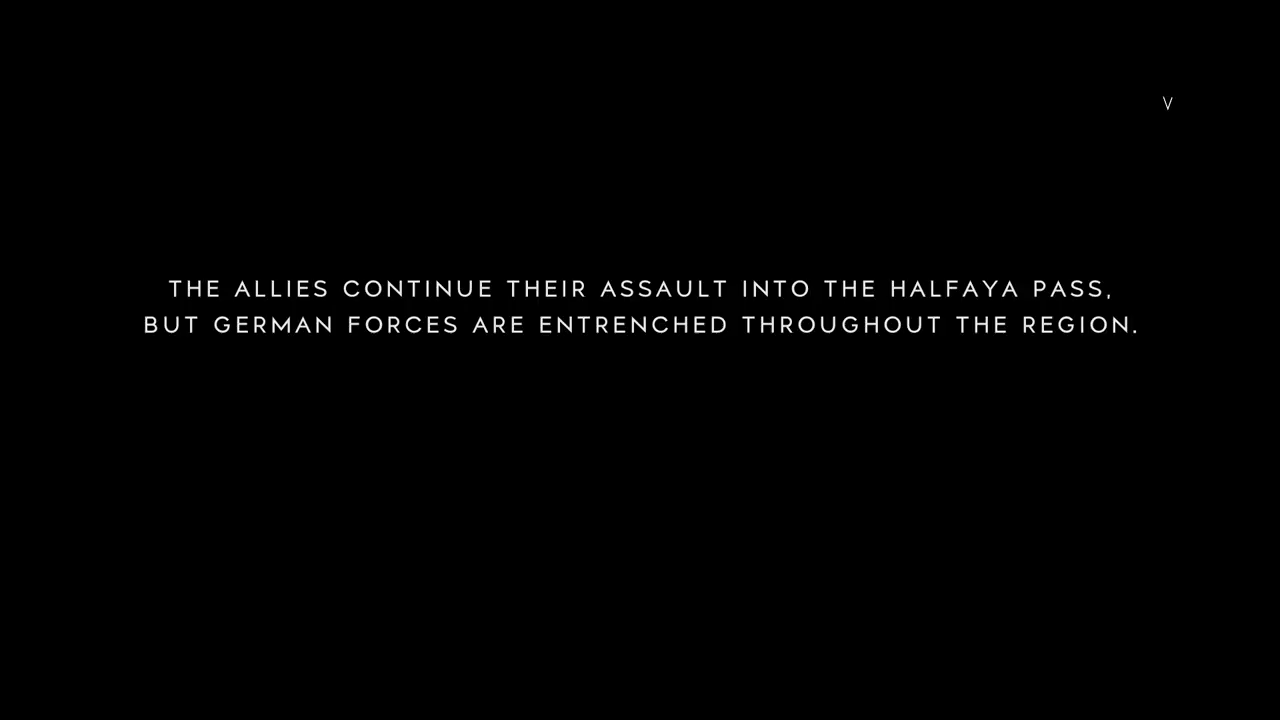 V
THE ALLIES CONTINUE THEIR ASSAULT INTO THE HALFAYA PASS,
BUT GERMAN FORCES ARE ENTRENCHED THROUGHOUT THE REGION.